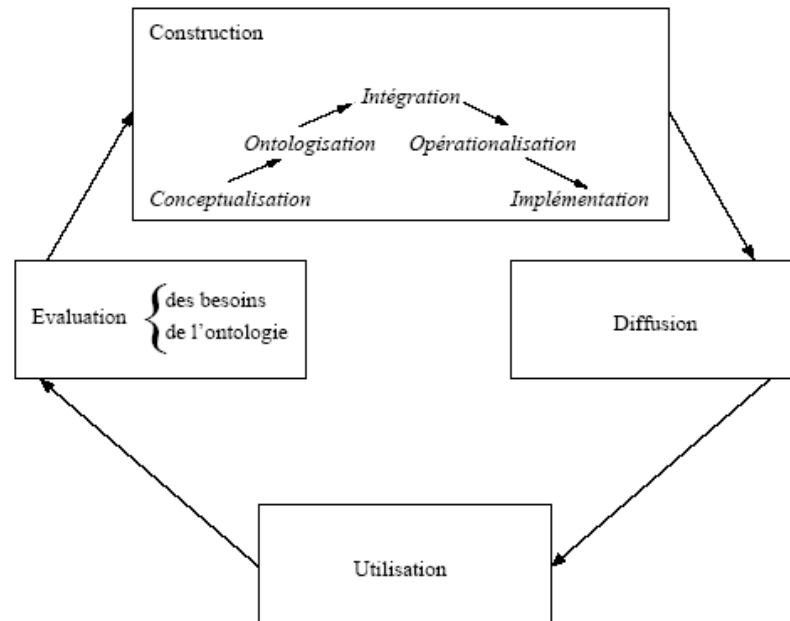 Construction
Intégration
Ontologisation Opérationalisation
Conceptualisation Implémentation
Evaluation { des besoins
de l'ontologie
Diffusion
Utilisation